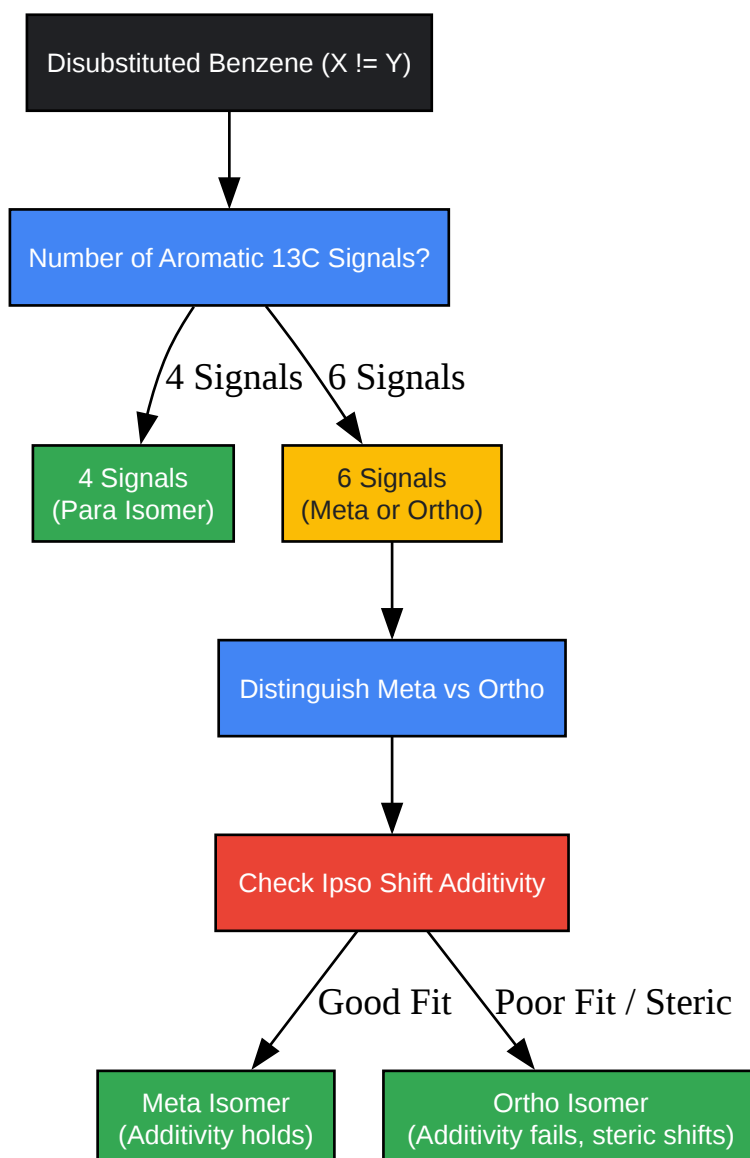 Disubstituted Benzene (X != Y)
Number of Aromatic 13C Signals?
4 Signals
6 Signals
4 Signals
(Para Isomer)
6 Signals
(Meta or Ortho)
Distinguish Meta vs Ortho
Check Ipso Shift Additivity
Good Fit
Poor Fit / Steric
Meta Isomer
(Additivity holds)
Ortho Isomer
(Additivity fails, steric shifts)